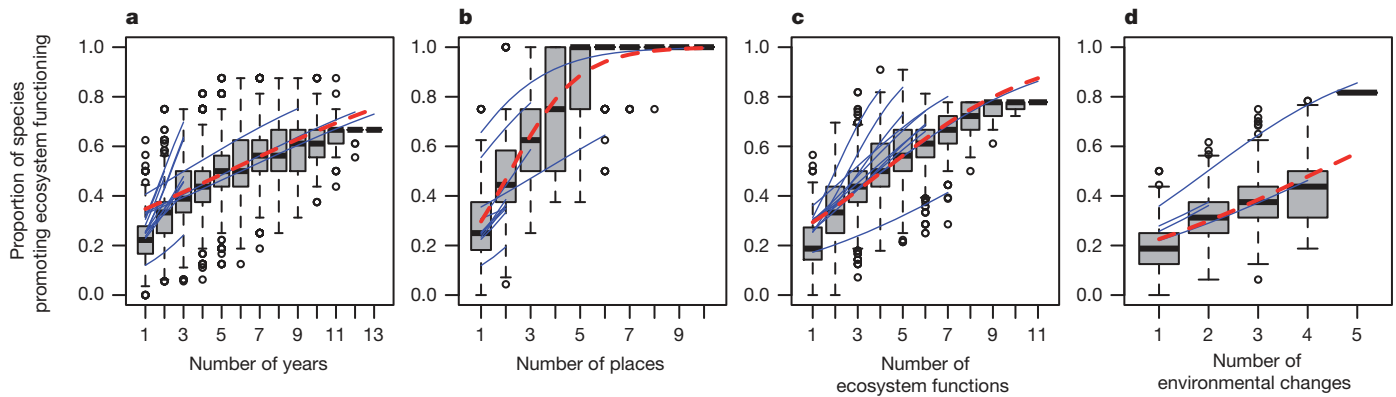 a
b
c
d
Proportion of species
promoting ecosystem functioning
1.0
0.8
0.6
0.4
0.2
0.0
1 3 5 7 9 11 13
Number of years
1.0
0.8
0.6
0.4
0.2
0.0
1 3 5 7 9
Number of places
1.0
0.8
0.6
0.4
0.2
0.0
1 3 5 7 9 11
Number of
ecosystem functions
1.0
0.8
0.6
0.4
0.2
0.0
1 2 3 4 5
Number of
environmental changes